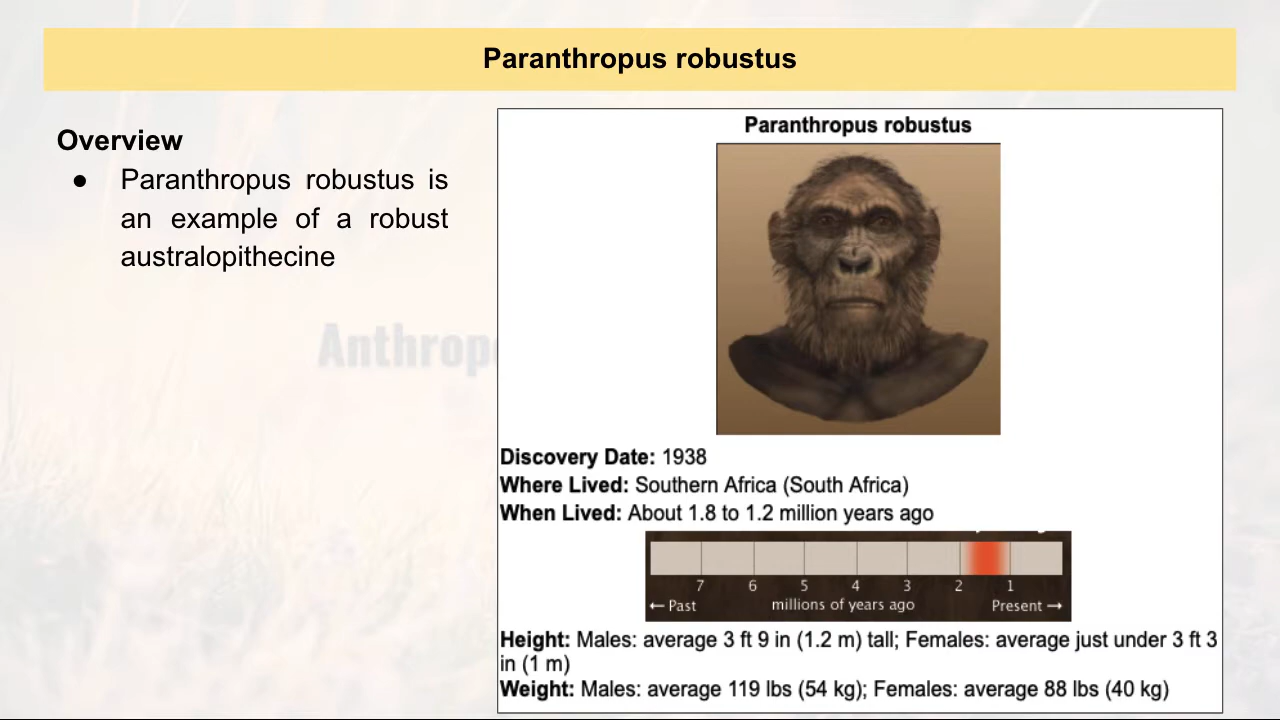 Paranthropus robustus
Overview
● Paranthropus robustus is
an example of a robust
australopithecine
Anthrop
Paranthropus robustus
Discovery Date: 1938
Where Lived: Southern Africa (South Africa)
When Lived: About 1.8 to 1.2 million years ago
7 6 5 4 3 2 1
← Past millions of years ago Present →
Height: Males: average 3 ft 9 in (1.2 m) tall; Females: average just under 3 ft 3
in (1 m)
Weight: Males: average 119 lbs (54 kg); Females: average 88 lbs (40 kg)